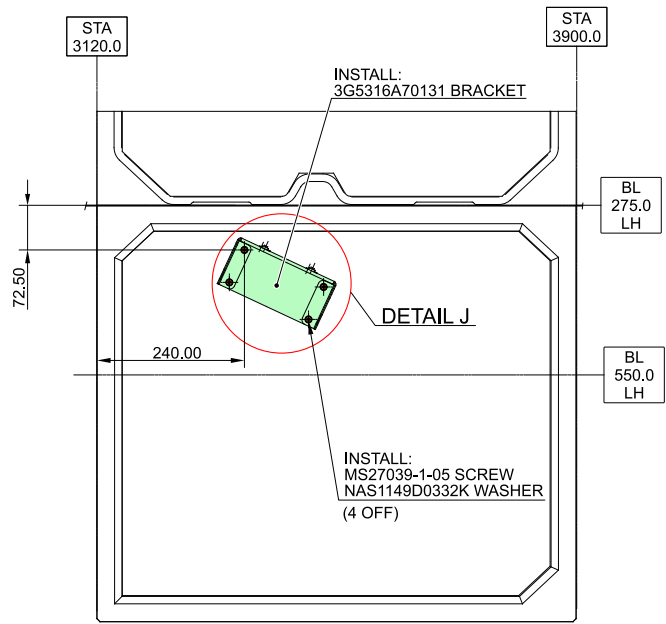 STA
3120.0
STA
3900.0
INSTALL:
3G5316A70131 BRACKET
BL
275.0
LH
72.50
DETAIL J
240.00
BL
550.0
LH
INSTALL:
MS27039-1-05 SCREW
NAS1149D0332K WASHER
(4 OFF)